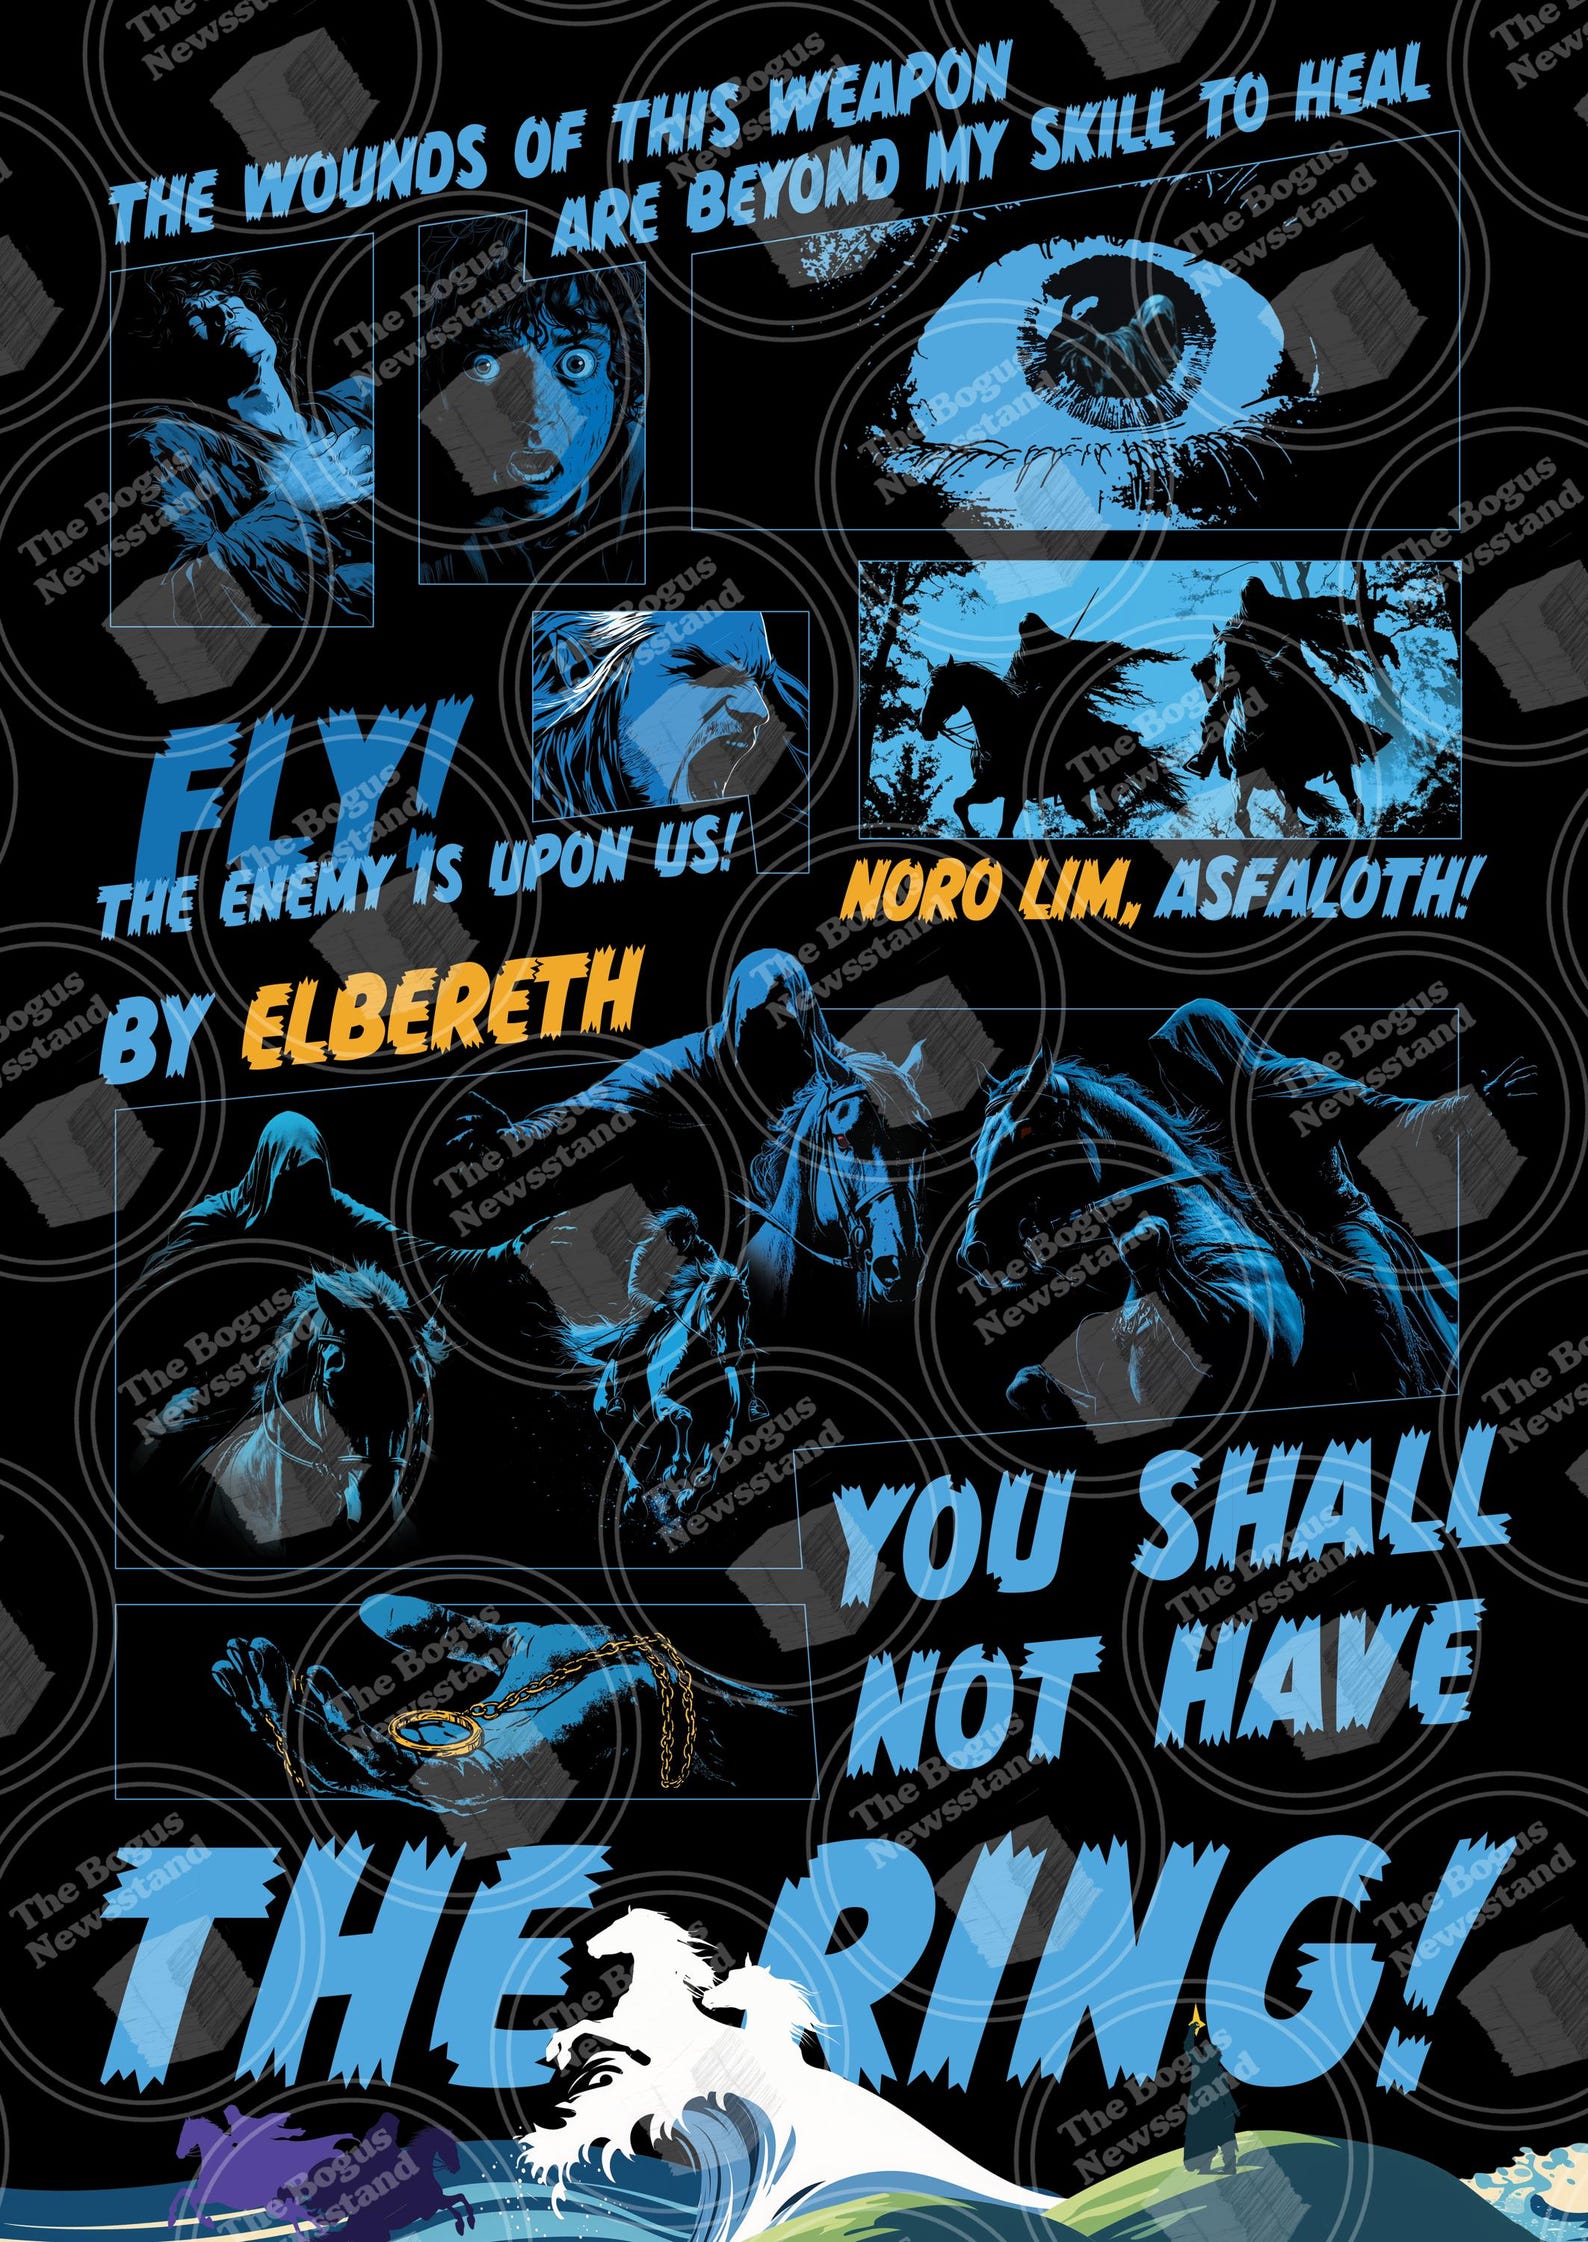 THE WOUNDS OF THIS WEAPON
ARE BEYOND MY SKILL TO HEAL
FLY!
THE ENEMY IS UPON US!
NORO LIM, ASFALOTH!
BY ELBERETH
YOU SHALL
NOT HAVE
THE RING!
The Bogus
Newsstand